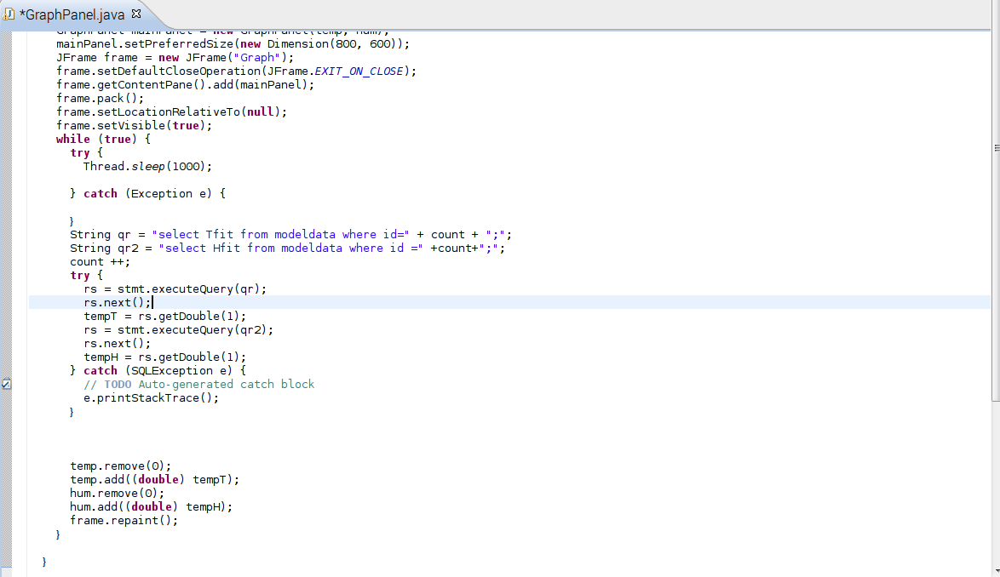 *GraphPanel.java
GraphPanel mainPanel = new GraphPanel(temp, hum);
mainPanel.setPreferredSize(new Dimension(800, 600));
JFrame frame = new JFrame("Graph");
frame.setDefaultCloseOperation(JFrame.EXIT_ON_CLOSE);
frame.getContentPane().add(mainPanel);
frame.pack();
frame.setLocationRelativeTo(null);
frame.setVisible(true);
while (true) {
try {
Thread.sleep(1000);
} catch (Exception e) {
}
String qr = "select Tfit from modeldata where id=" + count + ";";
String qr2 = "select Hfit from modeldata where id =" +count+";";
count ++;
try {
rs = stmt.executeQuery(qr);
rs.next();
tempT = rs.getDouble(1);
rs = stmt.executeQuery(qr2);
rs.next();
tempH = rs.getDouble(1);
} catch (SQLException e) {
// TODO Auto-generated catch block
e.printStackTrace();
}
temp.remove(0);
temp.add((double) tempT);
hum.remove(0);
hum.add((double) tempH);
frame.repaint();
}
}